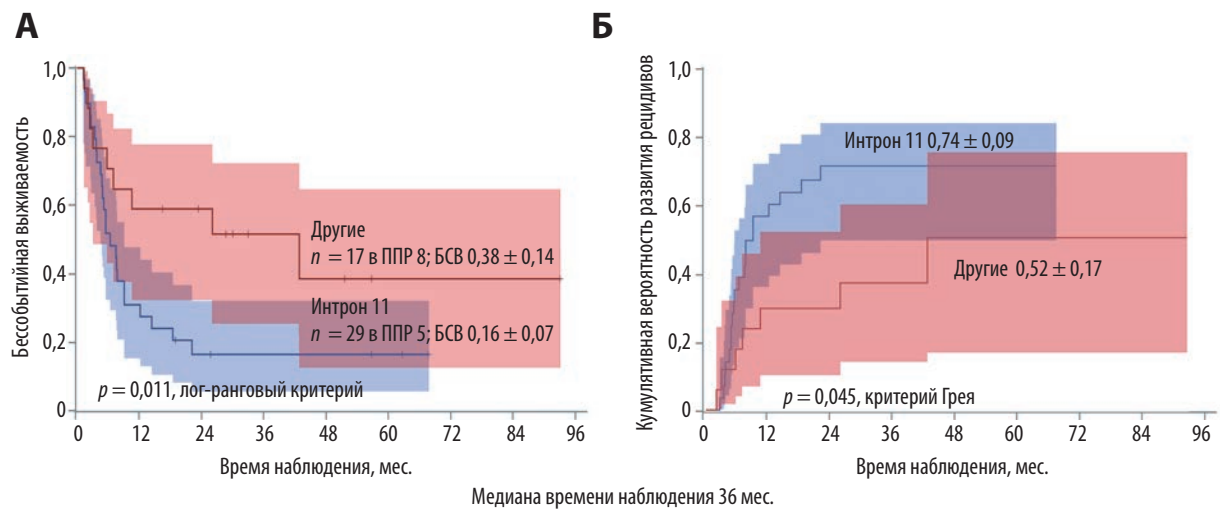 А
Бессобытийная выживаемость
1,0
0,8
0,6
0,4
0,2
0
Другие
n = 17 в ППР 8; БСВ 0,38 ± 0,14
Интрон 11
n = 29 в ППР 5; БСВ 0,16 ± 0,07
p = 0,011, лог-ранговый критерий
0 12 24 36 48 72 84 96
Время наблюдения, мес.
Б
Кумулятивная вероятность развития рецидивов
1,0
0,8
0,6
0,4
0,2
0
Интрон 11 0,74 ± 0,09
Другие 0,52 ± 0,17
p = 0,045, критерий Грея
0 12 24 36 48 60 72 84 96
Время наблюдения, мес.
Медиана времени наблюдения 36 мес.